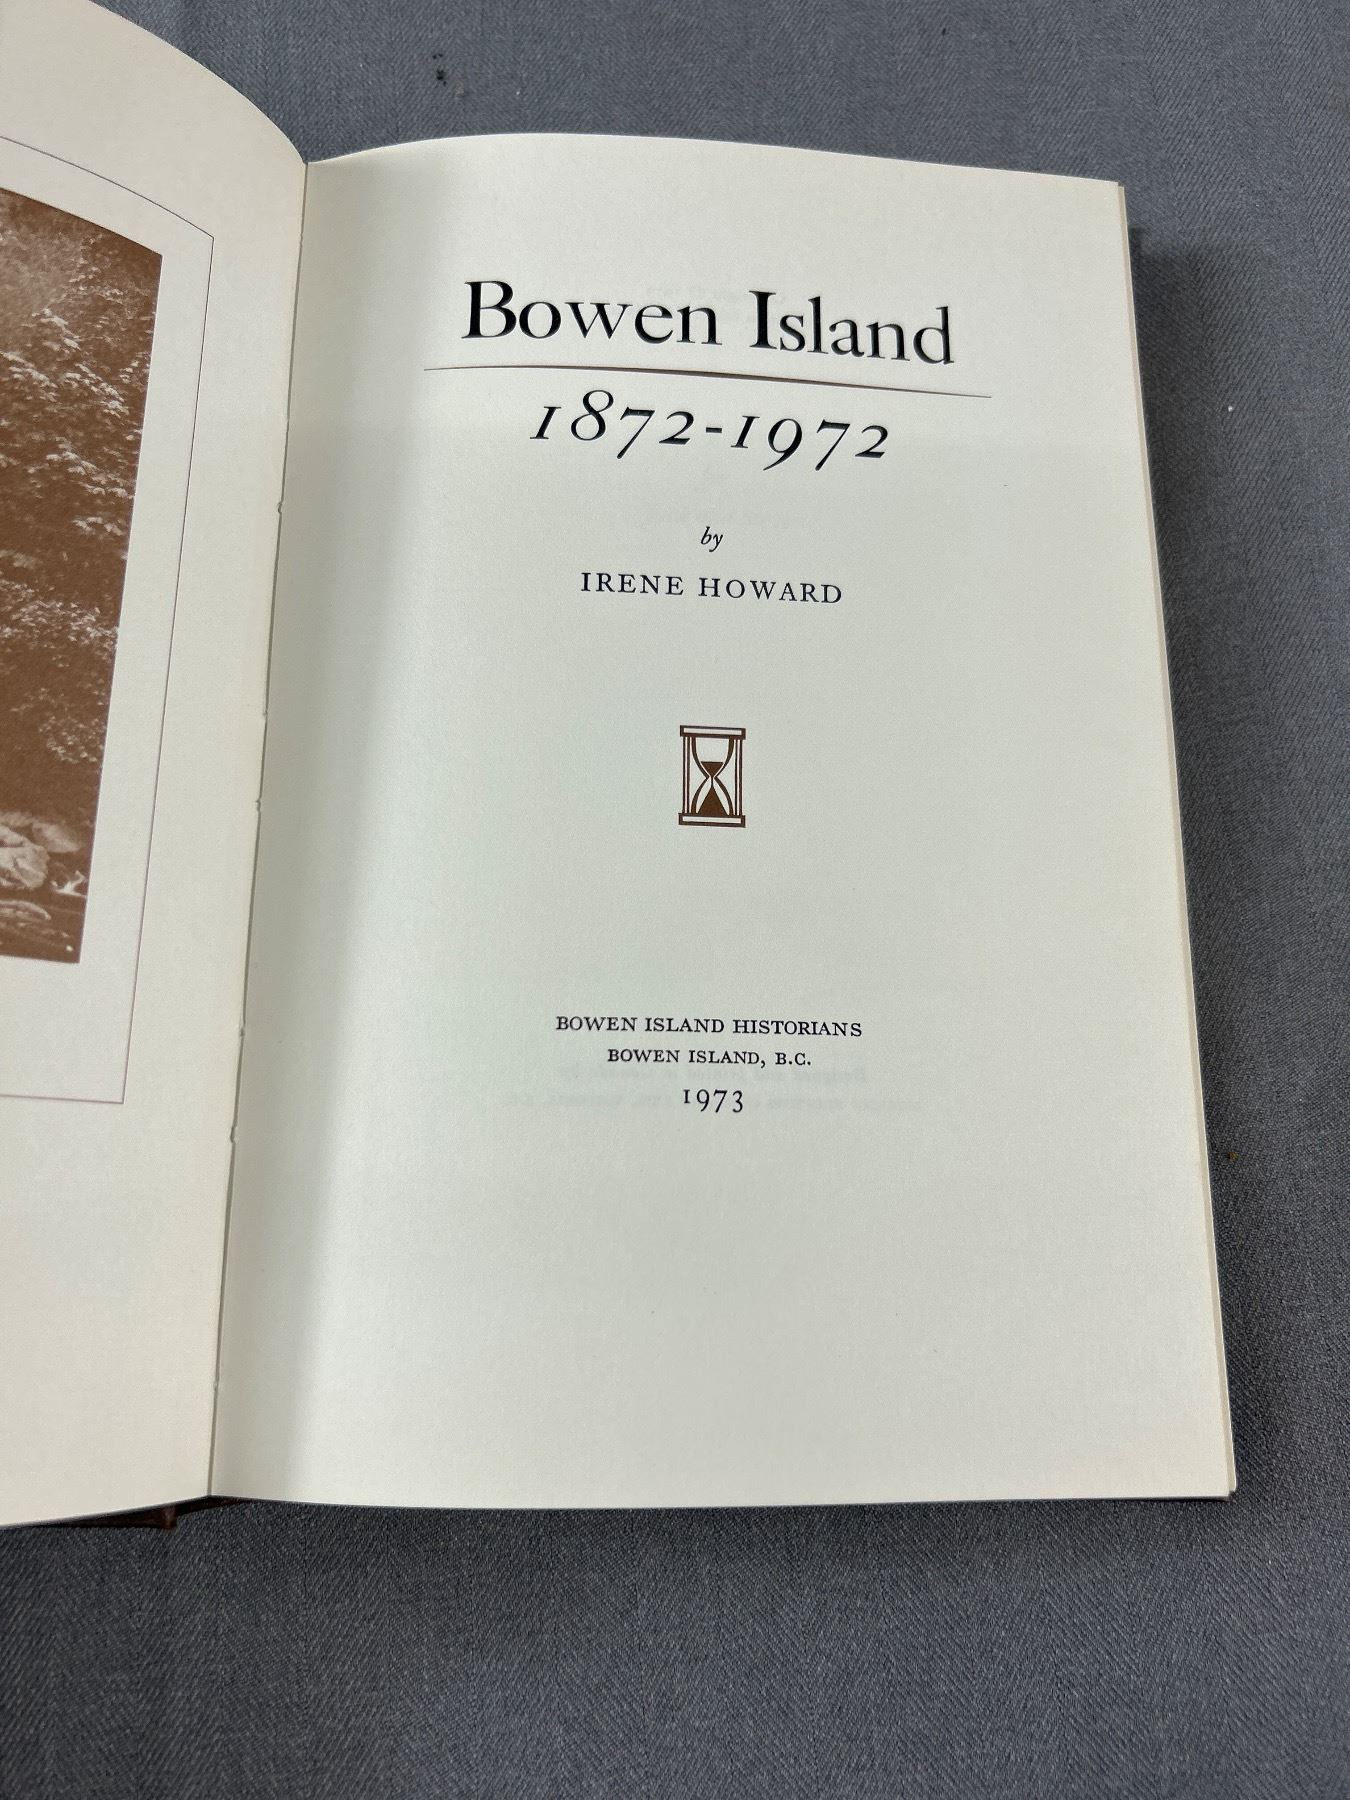 Bowen Island
1872-1972
by
IRENE HOWARD
BOWEN ISLAND HISTORIANS
BOWEN ISLAND, B.C.
1973